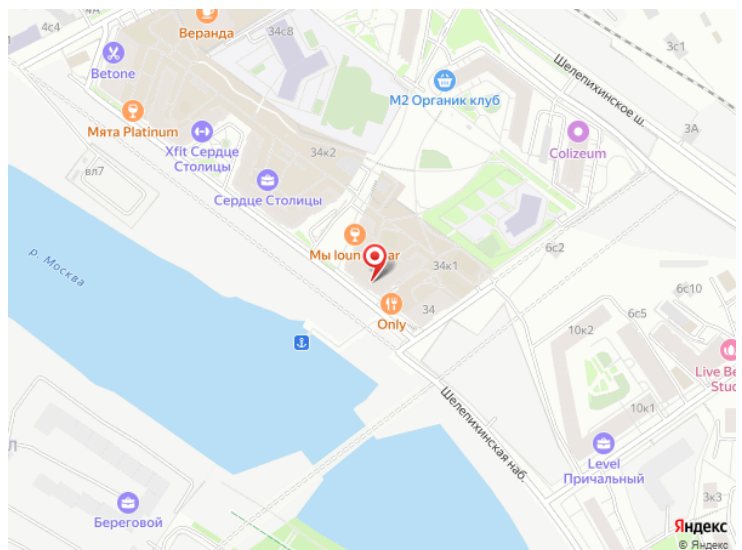 4с4
Веранда
34с8
3с1
Betone
М2 Органик клуб
Шелепихинское ш.
Мята Platinum
3А
Xfit Сердце
Столицы
34к2
Colizeum
вл7
Сердце Столицы
р. Москва
Мы loun ar
34к1
6с2
34
Only
6с10
6с5
10к2
Live Be
Stud
Шелепихинская наб.
10к1
Level
Причальный
Береговой
3к3
Яндекс
© Яндекс